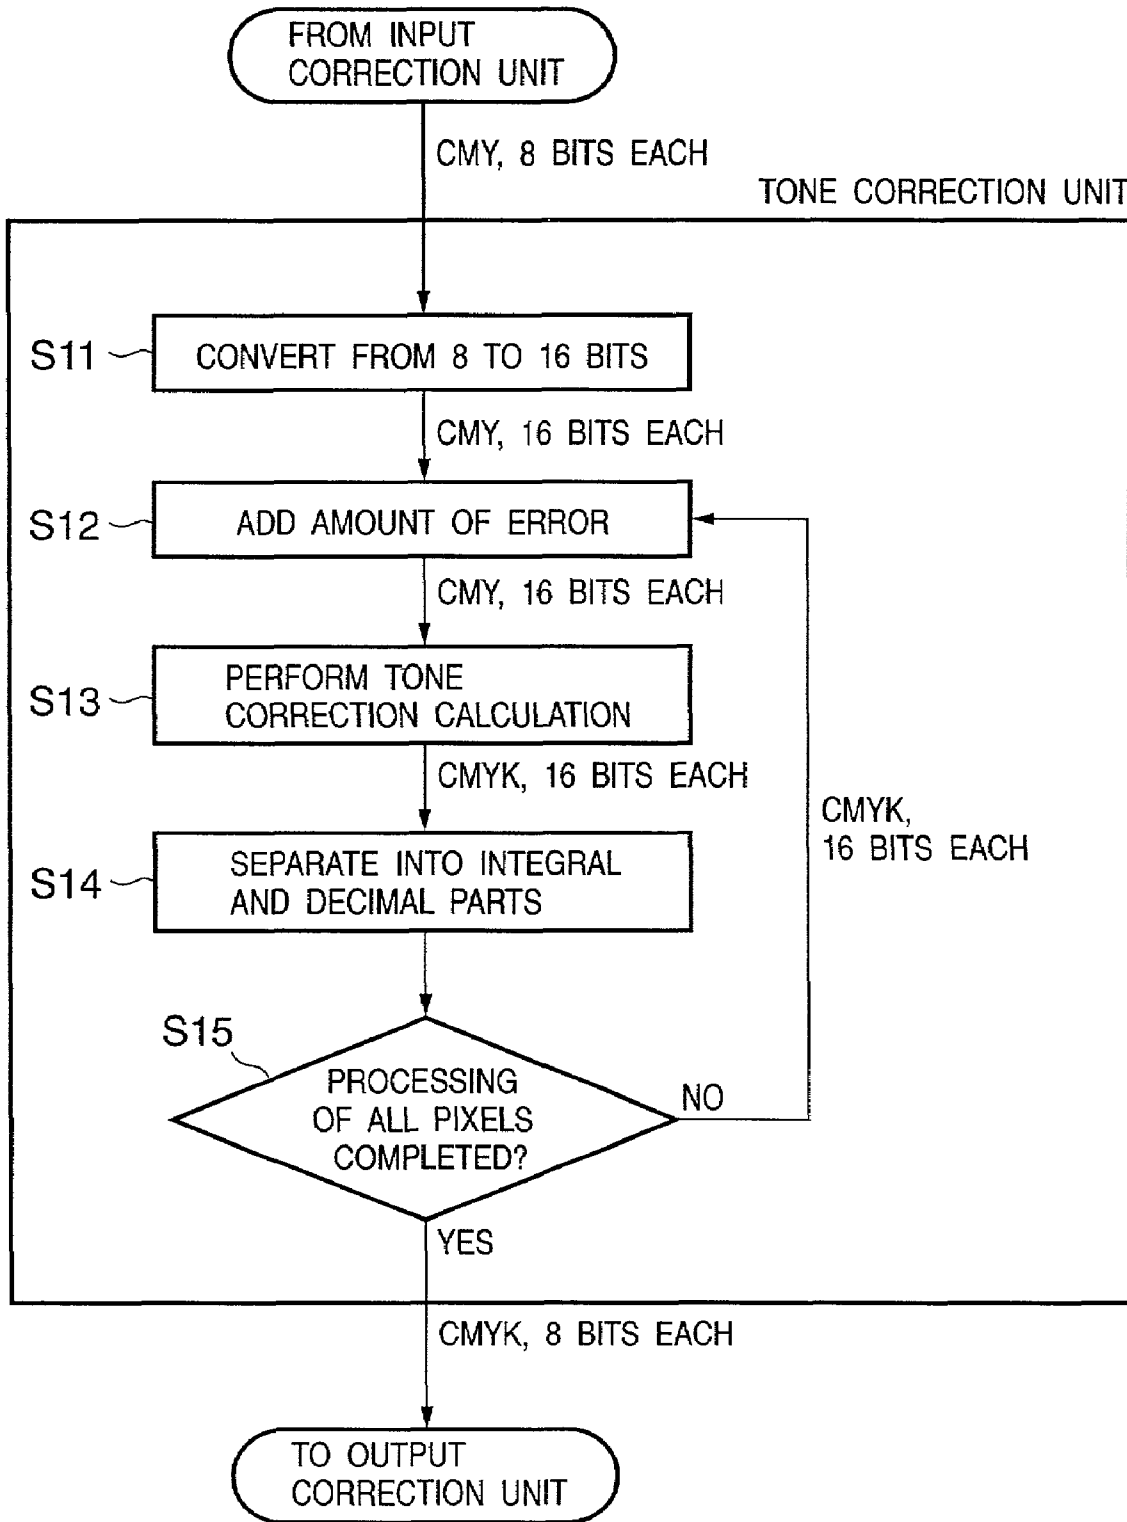 FROM INPUT
CORRECTION UNIT
CMY, 8 BITS EACH
TONE CORRECTION UNIT
S11
CONVERT FROM 8 TO 16 BITS
CMY, 16 BITS EACH
S12
ADD AMOUNT OF ERROR
CMY, 16 BITS EACH
S13
PERFORM TONE
CORRECTION CALCULATION
CMYK, 16 BITS EACH
CMYK,
16 BITS EACH
S14
SEPARATE INTO INTEGRAL
AND DECIMAL PARTS
S15
PROCESSING
OF ALL PIXELS
COMPLETED?
NO
YES
CMYK, 8 BITS EACH
TO OUTPUT
CORRECTION UNIT